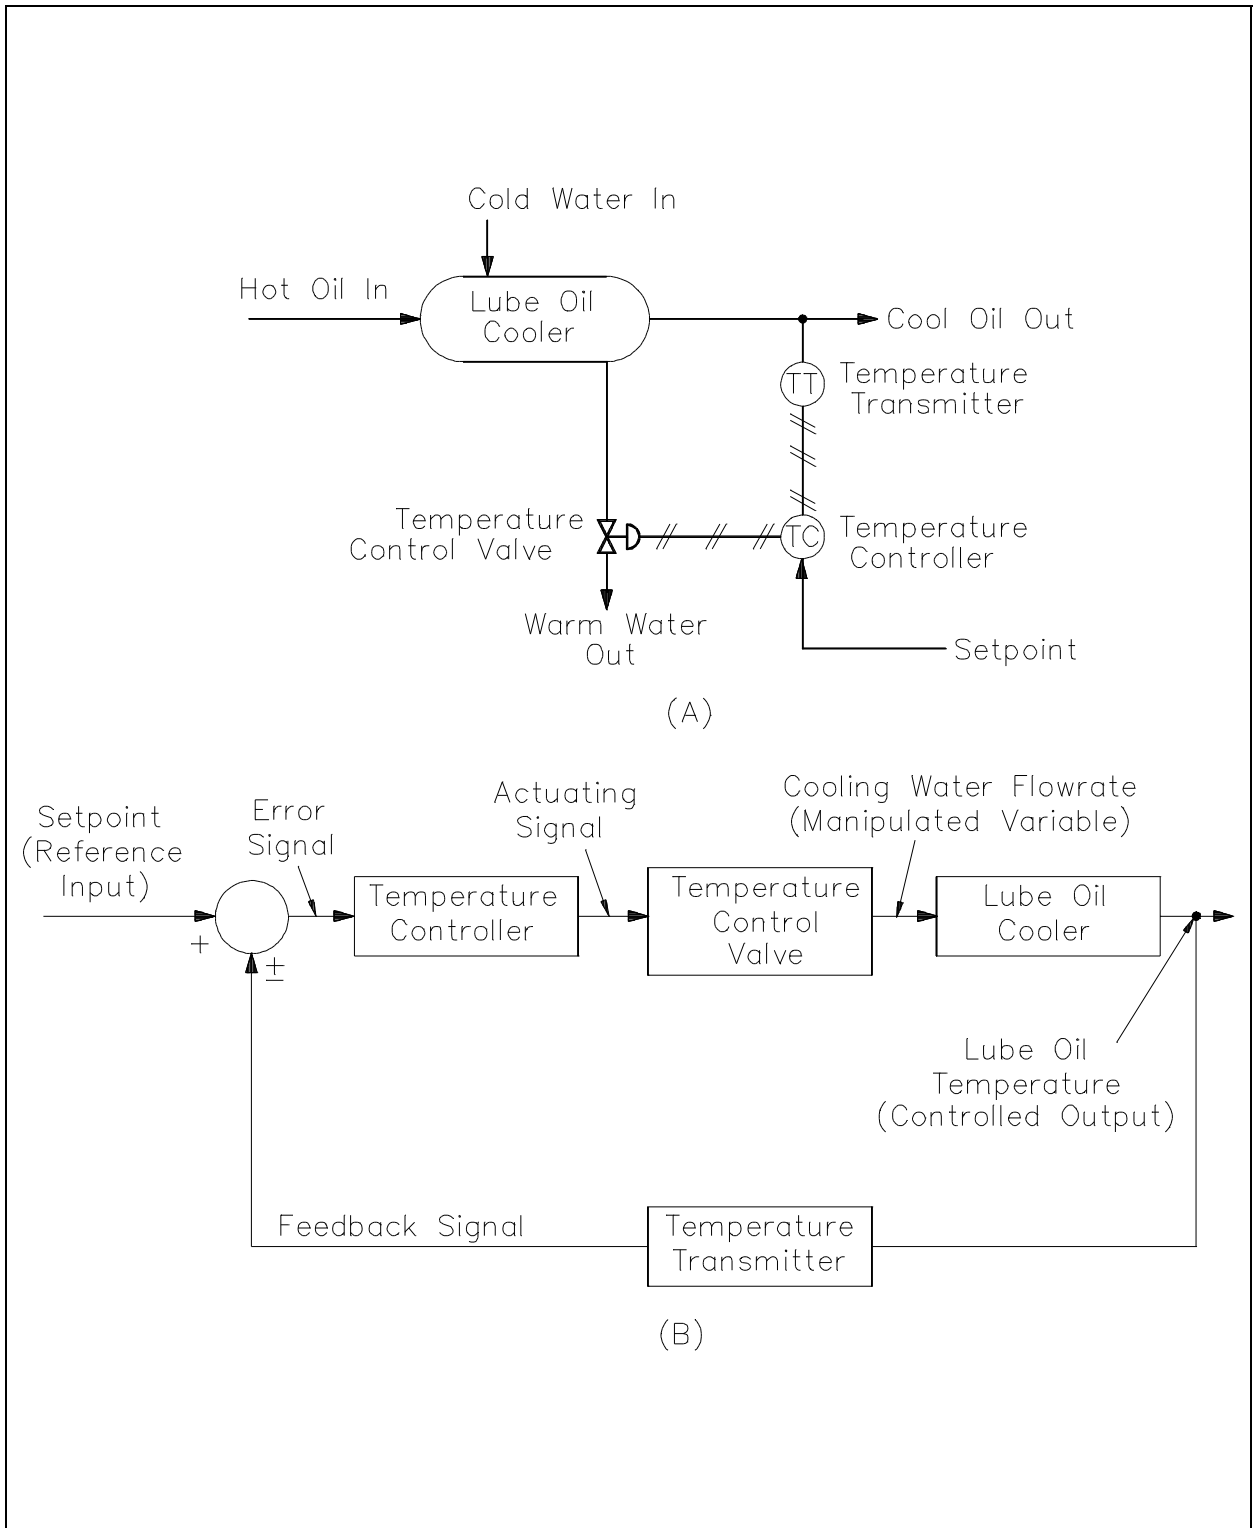 Cold Water In
Hot Oil In
Lube Oil
Cooler
Cool Oil Out
TT
Temperature
Transmitter
Temperature
Control Valve
TC
Temperature
Controller
Warm Water
Out
Setpoint
(A)
Setpoint
(Reference
Input)
Error
Signal
Actuating
Signal
Cooling Water Flowrate
(Manipulated Variable)
+
±
Temperature
Controller
Temperature
Control
Valve
Lube Oil
Cooler
Lube Oil
Temperature
(Controlled Output)
Feedback Signal
Temperature
Transmitter
(B)